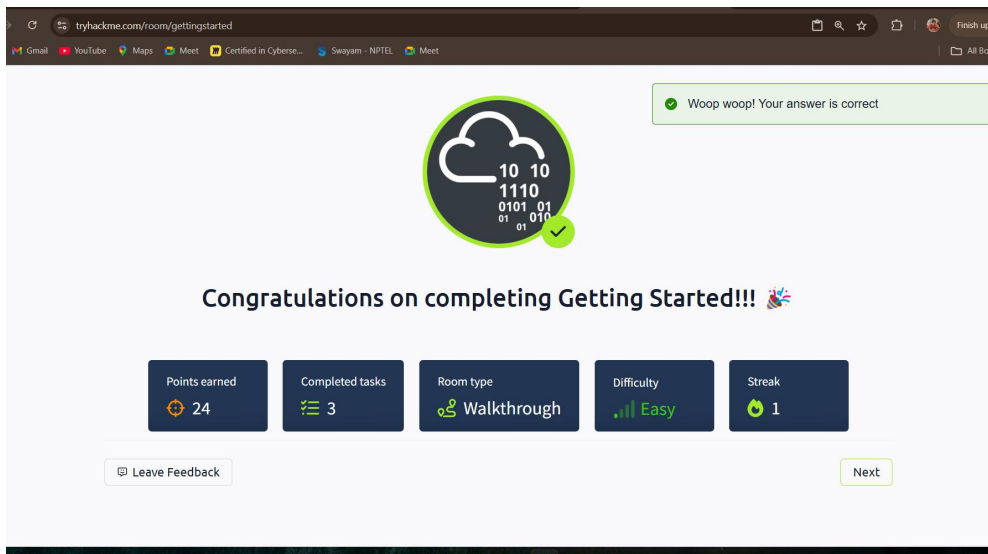 tryhackme.com/room/gettingstarted
Finish up
Gmail YouTube Maps Meet Certified in Cyberse... Swayam - NPTEL Meet
All Bo
Woop woop! Your answer is correct
10 10
1110
0101 01
01 010
01
Congratulations on completing Getting Started!!! 🎉
Points earned Completed tasks Room type Difficulty Streak
24 3 Walkthrough Easy 1
Leave Feedback Next